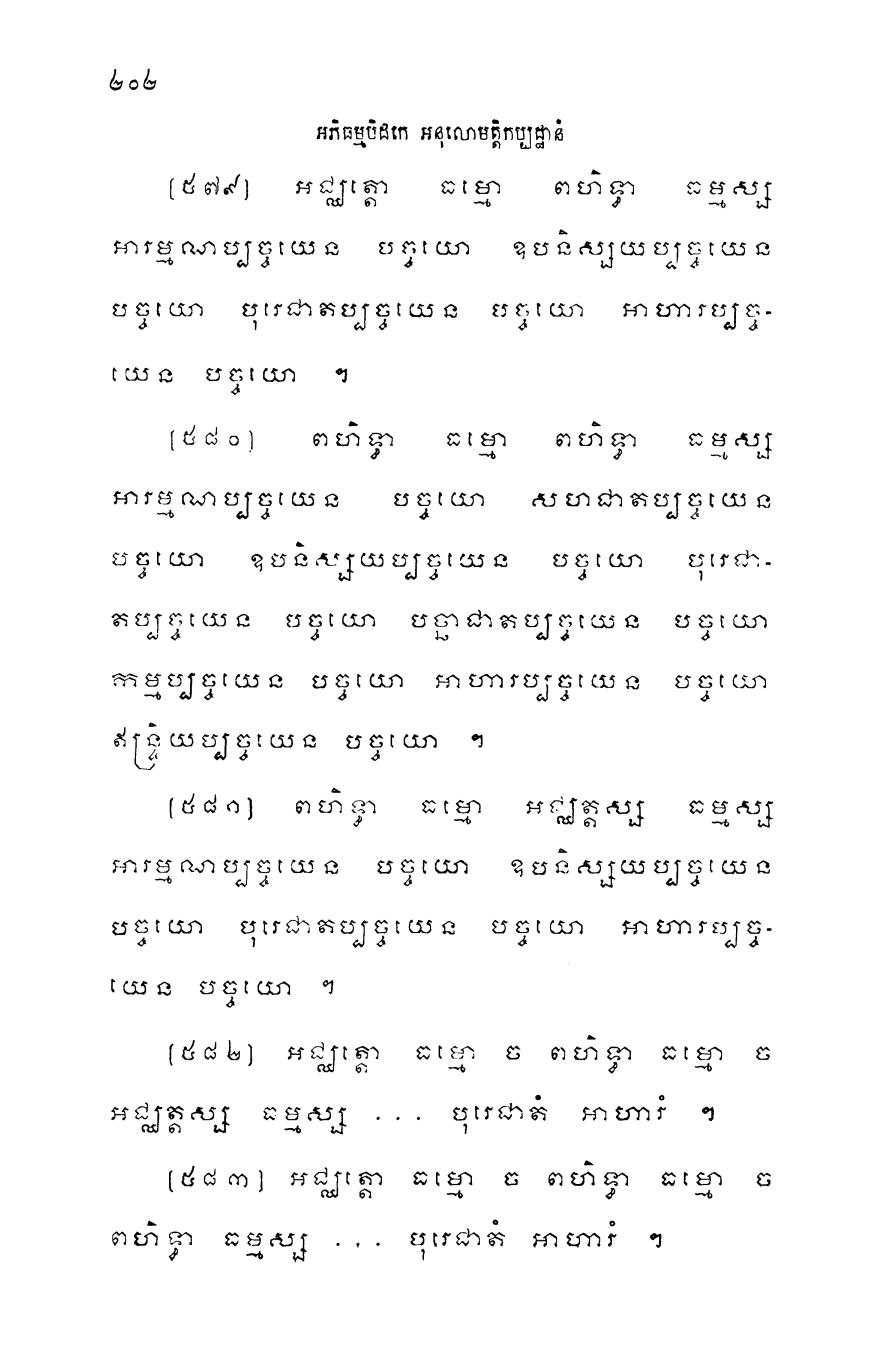 ២០២
អភិធម្មបិដកេ អនុលោមត្តិកប្បដ្ឋានំ
[៥៧៩] អជ្ឈត្តោ ធម្មោ ពហិទ្ធា ធម្មស្ស
អារម្មណប្បច្ចយេន បច្ចយោ ឧបនិស្សយប្បច្ចយេន
បច្ចយោ បុរេជាតប្បច្ចយេន បច្ចយោ អាហារប្បច្ច-
យេន បច្ចយោ ។
[៥៨០] ពហិទ្ធា ធម្មោ ពហិទ្ធា ធម្មស្ស
អារម្មណប្បច្ចយេន បច្ចយោ សហជាតប្បច្ចយេន
បច្ចយោ ឧបនិស្សយប្បច្ចយេន បច្ចយោ បុរេជា-
តប្បច្ចយេន បច្ចយោ បច្ឆាជាតប្បច្ចយេន បច្ចយោ
កម្មប្បច្ចយេន បច្ចយោ អាហារប្បច្ចយេន បច្ចយោ
ឥន្ទ្រិយប្បច្ចយេន បច្ចយោ ។
[៥៨១] ពហិទ្ធា ធម្មោ អជ្ឈត្តស្ស ធម្មស្ស
អារម្មណប្បច្ចយេន បច្ចយោ ឧបនិស្សយប្បច្ចយេន
បច្ចយោ បុរេជាតប្បច្ចយេន បច្ចយោ អាហារប្បច្ច-
យេន បច្ចយោ ។
[៥៨២] អជ្ឈត្តោ ធម្មោ ច ពហិទ្ធា ធម្មោ ច
អជ្ឈត្តស្ស ធម្មស្ស ... បុរេជាតំ អាហារំ ។
[៥៨៣] អជ្ឈត្តោ ធម្មោ ច ពហិទ្ធា ធម្មោ ច
ពហិទ្ធា ធម្មស្ស ... បុរេជាតំ អាហារំ ។